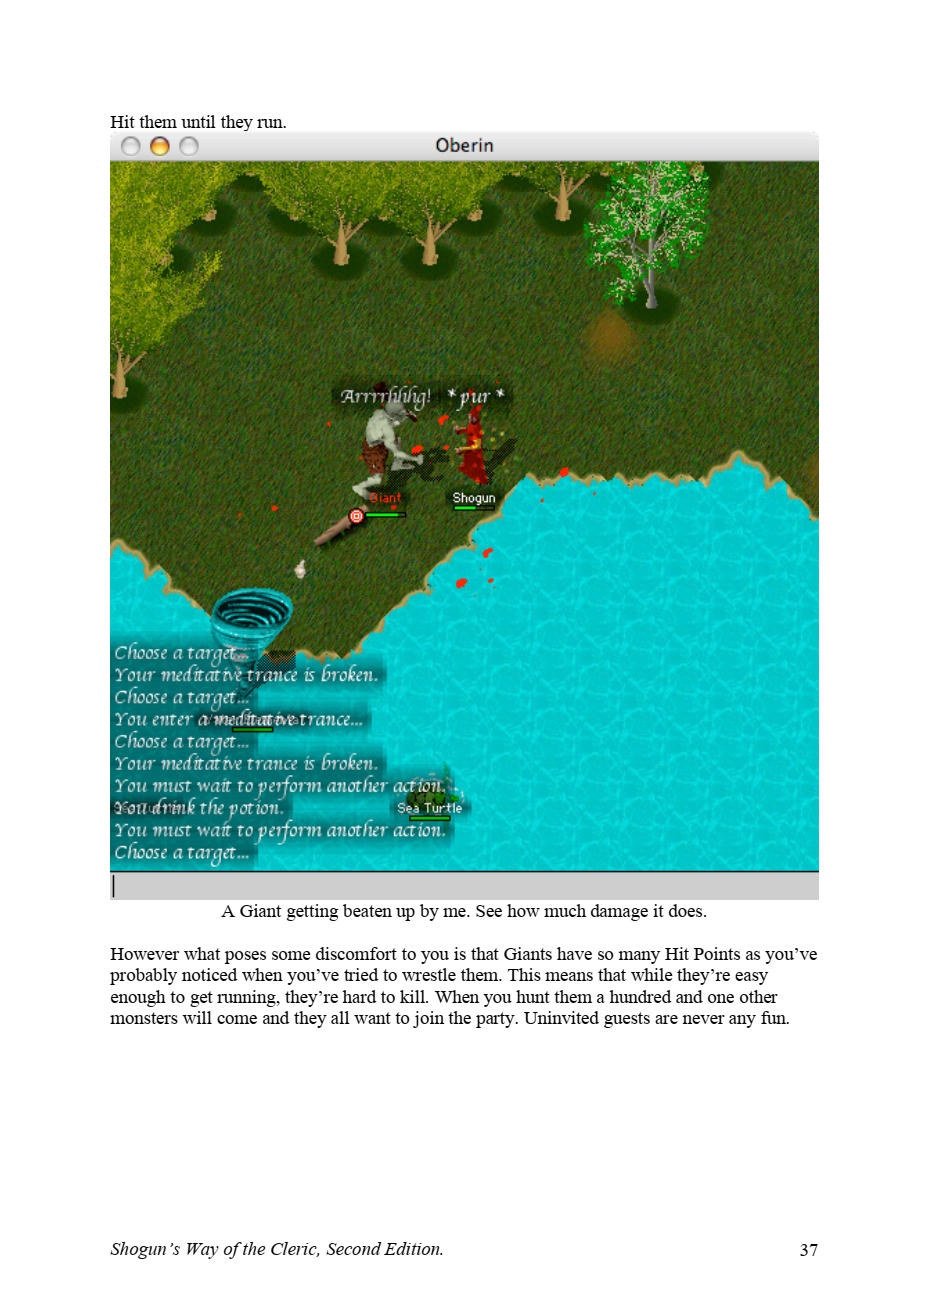 Hit them until they run.
Oberin
Arrrrhhhg! * pur *
Giant
Shogun
Choose a target...
Your meditative trance is broken.
Choose a target...
You enter a meditative trance...
Choose a target...
Your meditative trance is broken.
You must wait to perform another action.
You drink the potion.
Sea Turtle
You must wait to perform another action.
Choose a target...
A Giant getting beaten up by me. See how much damage it does.
However what poses some discomfort to you is that Giants have so many Hit Points as you’ve
probably noticed when you’ve tried to wrestle them. This means that while they’re easy
enough to get running, they’re hard to kill. When you hunt them a hundred and one other
monsters will come and they all want to join the party. Uninvited guests are never any fun.
Shogun’s Way of the Cleric, Second Edition. 37